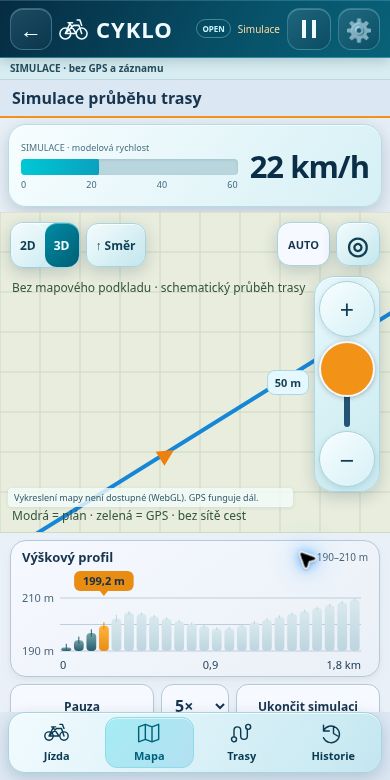 ← CYKLO OPEN Simulace
SIMULACE · bez GPS a záznamu
Simulace průběhu trasy
SIMULACE · modelová rychlost
22 km/h
0 20 40 60
2D 3D ↑ Směr AUTO
Bez mapového podkladu · schematický průběh trasy
+
50 m
−
Vykreslení mapy není dostupné (WebGL). GPS funguje dál.
Modrá = plán · zelená = GPS · bez sítě cest
Výškový profil 190–210 m
199,2 m
210 m
190 m
0 0,9 1,8 km
Pauza 5× Ukončit simulaci
Jízda Mapa Trasy Historie